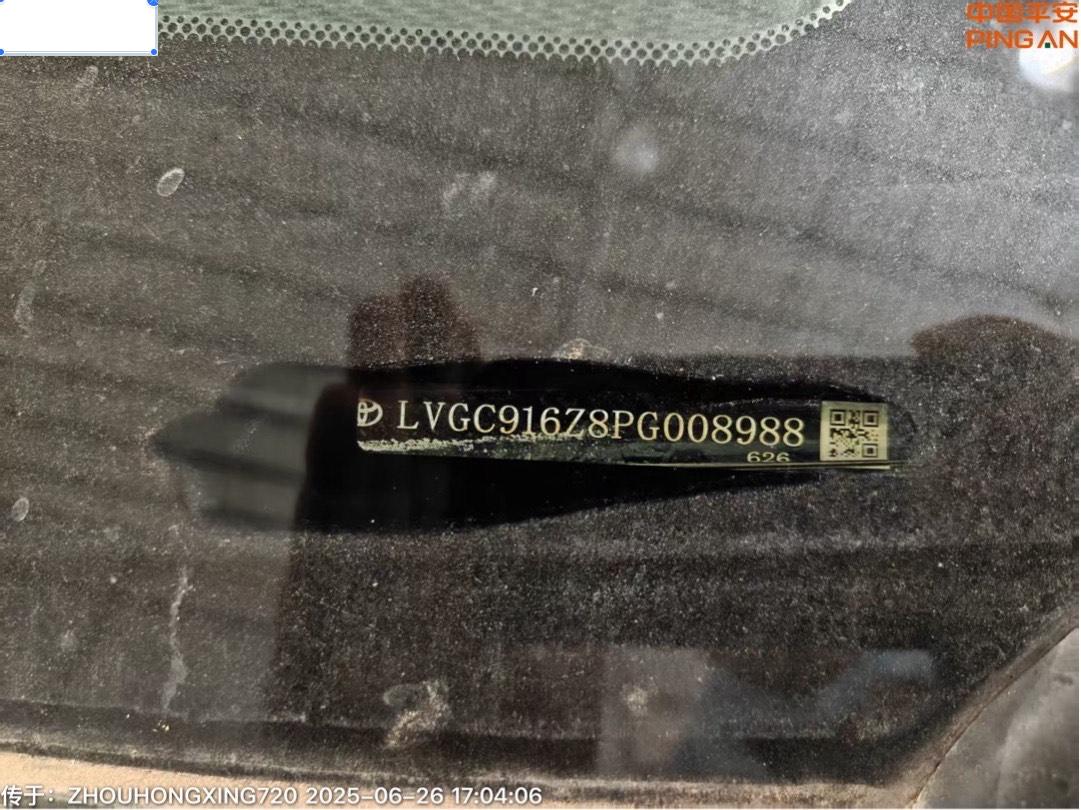 中国平安
PING AN
LVGC916Z8PG008988
626
传于：ZHOUHONGXING720 2025-06-26 17:04:06